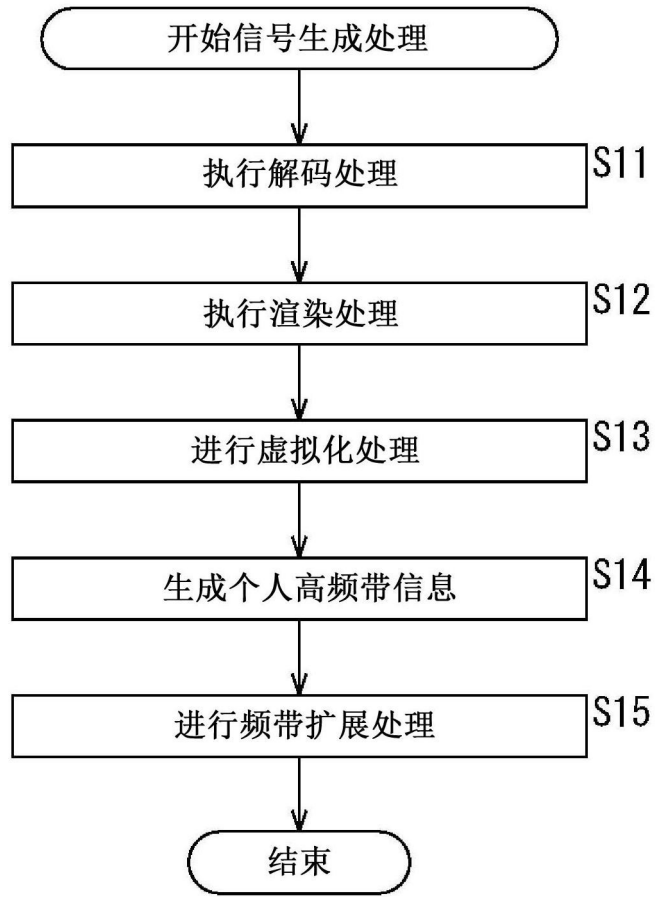 开始信号生成处理
执行解码处理
S11
执行渲染处理
S12
进行虚拟化处理
S13
生成个人高频带信息
S14
进行频带扩展处理
S15
结束